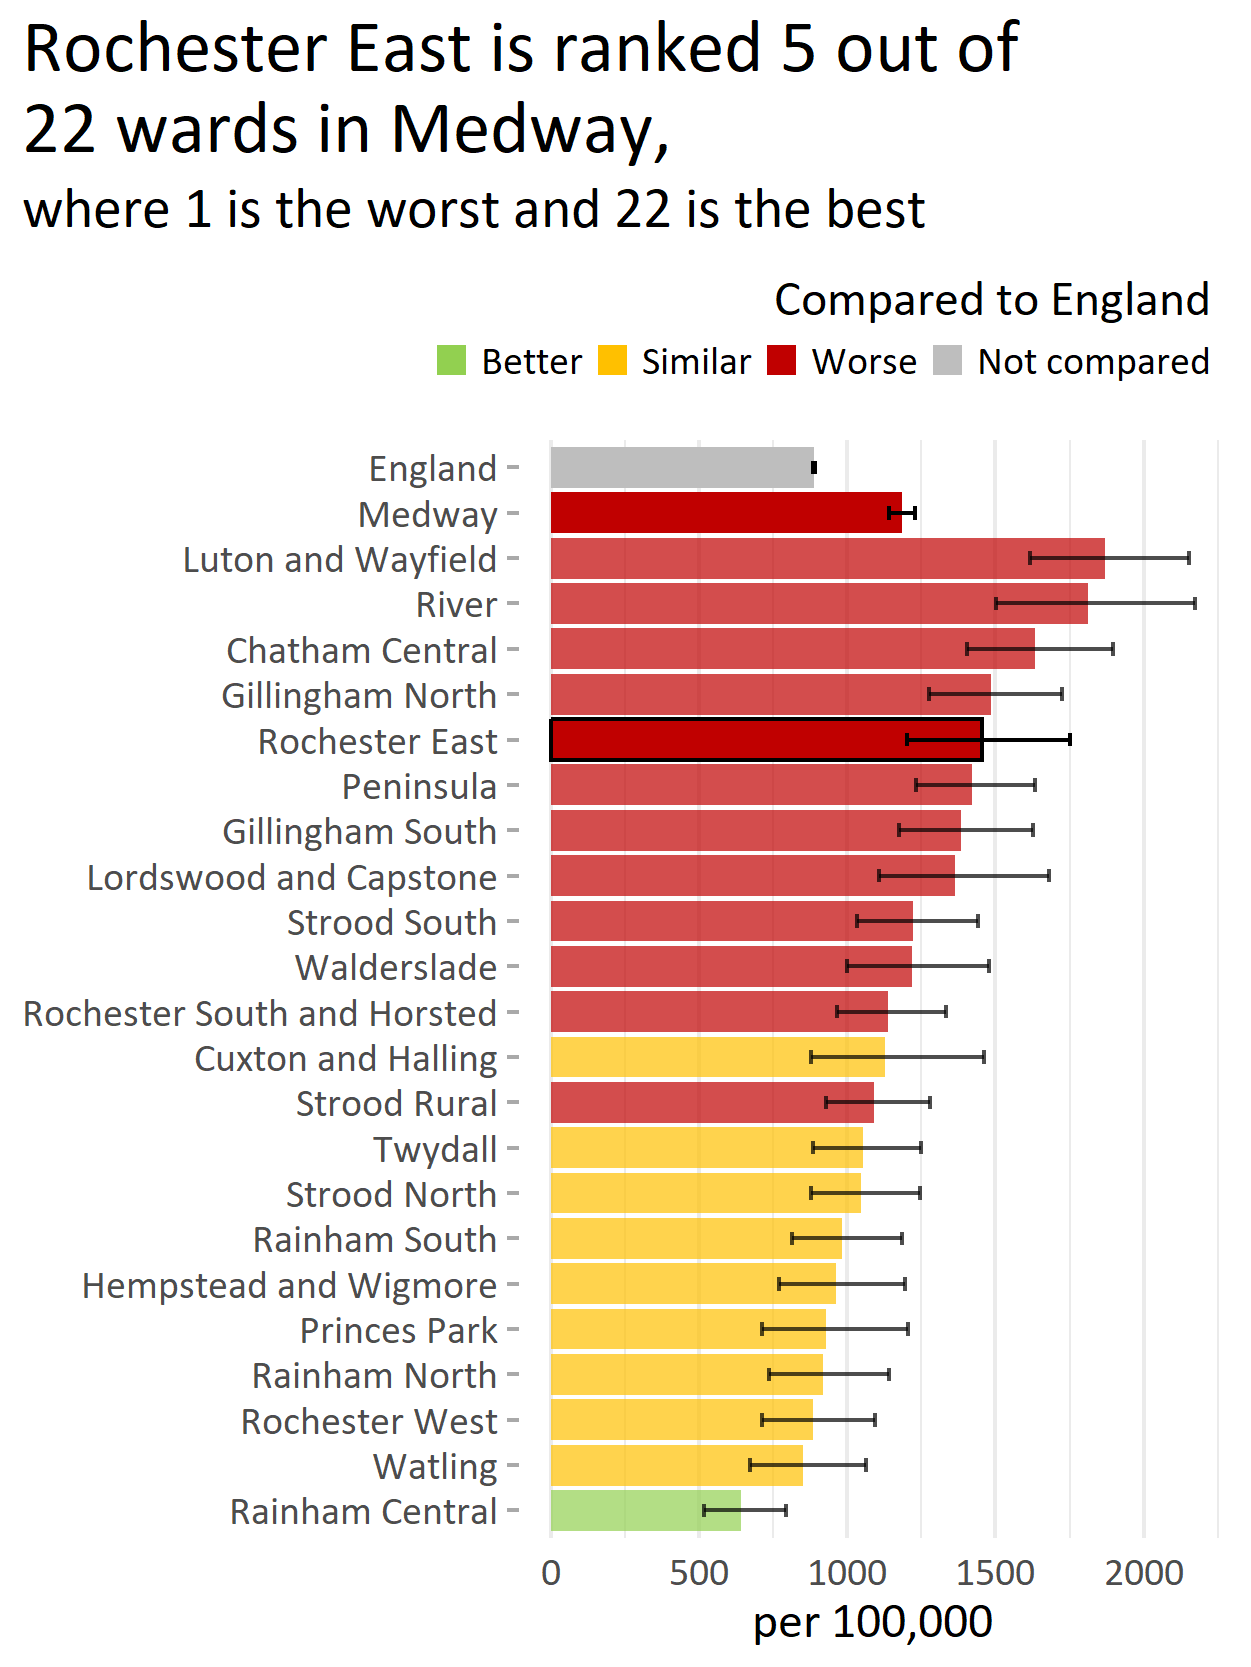 Rochester East is ranked 5 out of
22 wards in Medway,
where 1 is the worst and 22 is the best
Compared to England
Better Similar Worse Not compared
England
Medway
Luton and Wayfield
River
Chatham Central
Gillingham North
Rochester East
Peninsula
Gillingham South
Lordswood and Capstone
Strood South
Walderslade
Rochester South and Horsted
Cuxton and Halling
Strood Rural
Twydall
Strood North
Rainham South
Hempstead and Wigmore
Princes Park
Rainham North
Rochester West
Watling
Rainham Central
0 500 1000 1500 2000
per 100,000